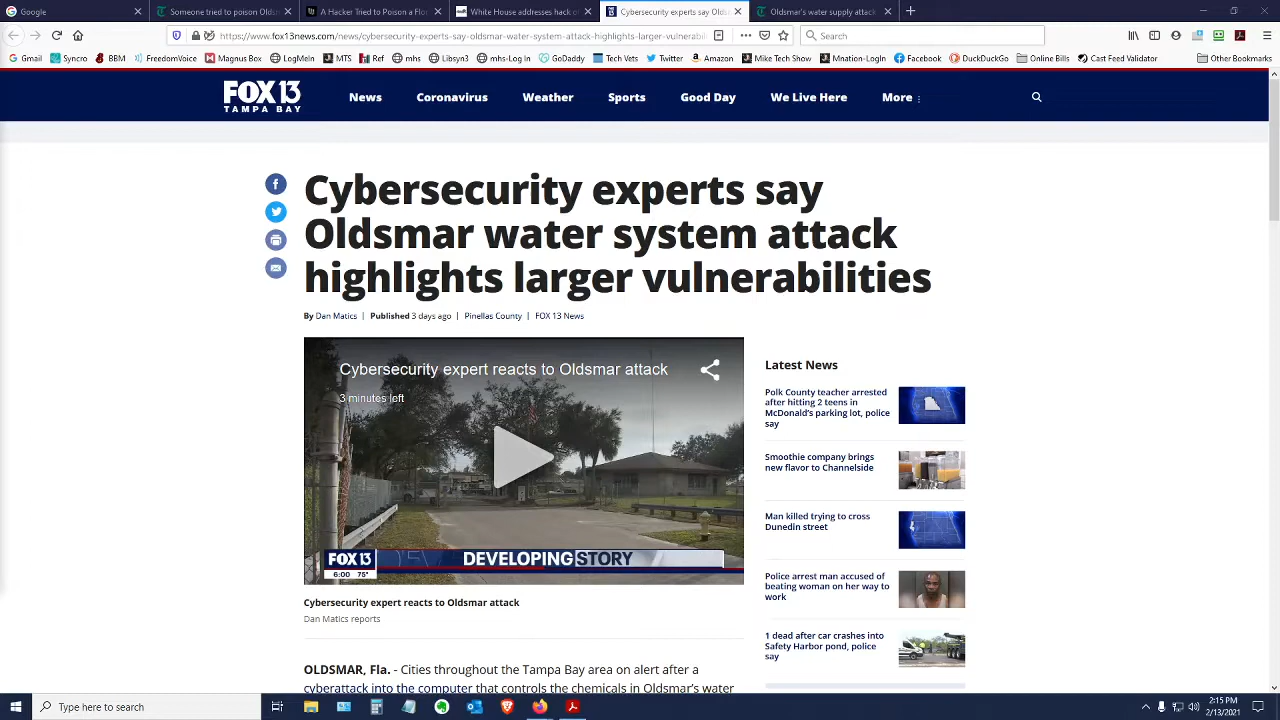 Google
Someone tried to poison Oldsm
A Hacker Tried to Poison a Flo
White House addresses hack o
Cybersecurity experts say Olds
Oldsmar's water supply attack
https://www.fox13news.com/news/cybersecurity-experts-say-oldsmar-water-system-attack-highlights-larger-vulnerabili
Search
Gmail
Syncro
BBM
FreedomVoice
Magnus Box
LogMeIn
MTS
Ref
mhs
Libsyn3
mhs-Log In
GoDaddy
Tech Vets
Twitter
Amazon
Mike Tech Show
Mnation-LogIn
Facebook
DuckDuckGo
Online Bills
Cast Feed Validator
Other Bookmarks
FOX 13
TAMPA BAY
News
Coronavirus
Weather
Sports
Good Day
We Live Here
More
Cybersecurity experts say
Oldsmar water system attack
highlights larger vulnerabilities
By Dan Matics | Published 3 days ago | Pinellas County | FOX 13 News
Cybersecurity expert reacts to Oldsmar attack
3 minutes left
FOX 13
DEVELOPING STORY
6:00 75°
Cybersecurity expert reacts to Oldsmar attack
Dan Matics reports
OLDSMAR, Fla. - Cities throughout the Tampa Bay area on alert after a
cyberattack into the computer that controls the chemicals in Oldsmar's water
Latest News
Polk County teacher arrested
after hitting 2 teens in
McDonald's parking lot, police
say
Smoothie company brings
new flavor to Channelside
Man killed trying to cross
Dunedin street
Police arrest man accused of
beating woman on her way to
work
1 dead after car crashes into
Safety Harbor pond, police
say
Type here to search
2:15 PM
2/13/2021